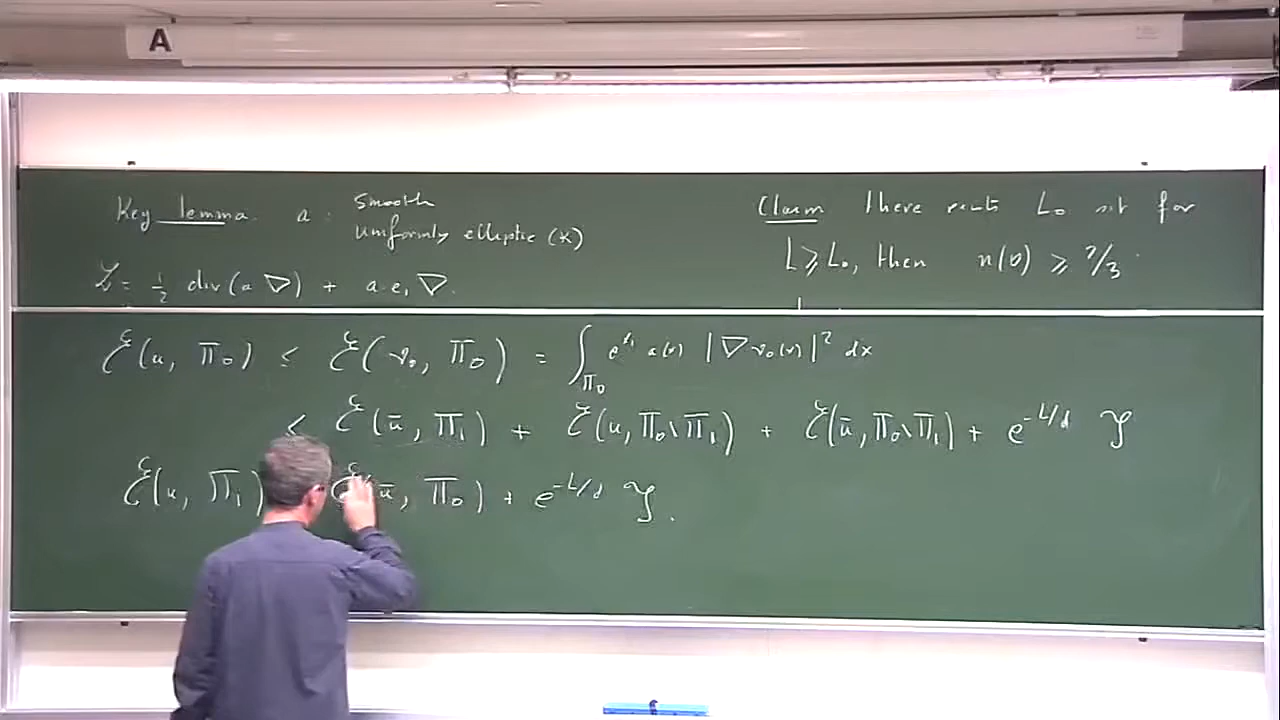 A
Key lemma. a : smooth
uniformly elliptic (K)
ℒ = 1/2 div(a ∇) + a·e₁ ∇.
Claim there exists L₀ s.t. for
L ≥ L₀, then u(0) ≥ 2/3.
ℰ(u, Π₀) ≤ ℰ(v₀, Π₀) = ∫_{Π₀} e^{x₁} a(x) |∇v₀(x)|² dx
≤ ℰ(ū, Π₁) + ℰ(u, Π₀\Π₁) + ℰ(ū, Π₀\Π₁) + e^{-L/d} 𝒴
ℰ(u, Π₁) ℰ(ū, Π₀) + e^{-L/d} 𝒴.